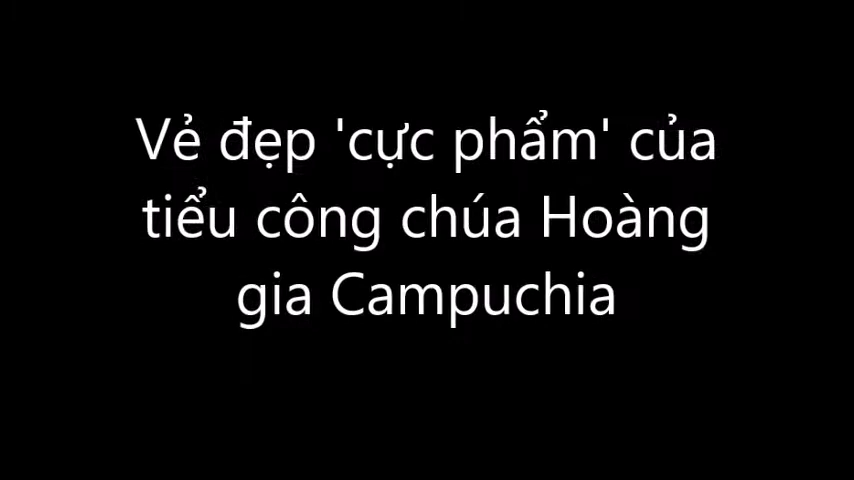 Vẻ đẹp 'cực phẩm' của
tiểu công chúa Hoàng
gia Campuchia